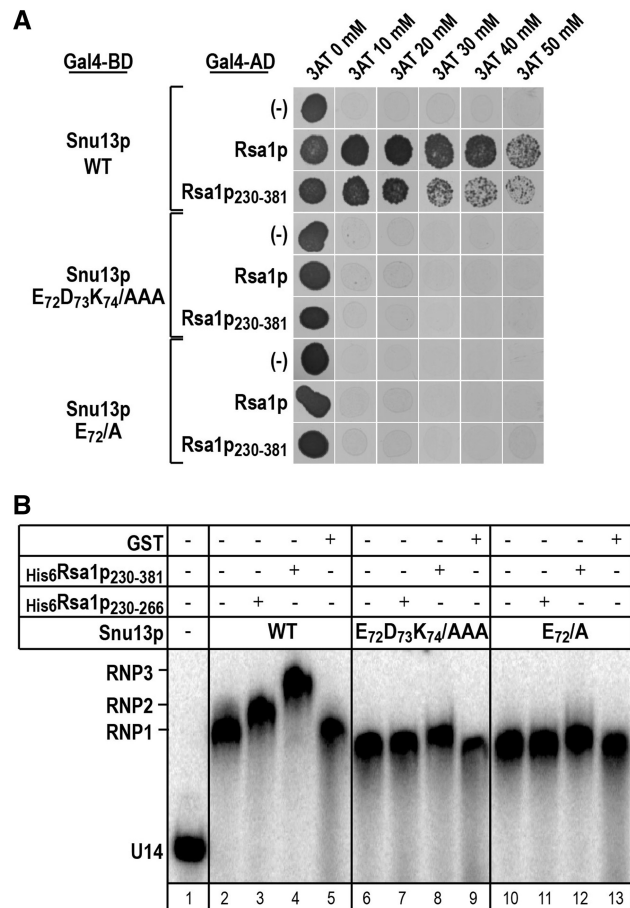 A
Gal4-BD Gal4-AD 3AT 0 mM 3AT 10 mM 3AT 20 mM 3AT 30 mM 3AT 40 mM 3AT 50 mM
Snu13p WT
(-)
Rsa1p
Rsa1p230-381
Snu13p E72D73K74/AAA
(-)
Rsa1p
Rsa1p230-381
Snu13p E72/A
(-)
Rsa1p
Rsa1p230-381
B
GST - - - - + - - - + - - - +
His6Rsa1p230-381 - - - + - - - + - - - + -
His6Rsa1p230-266 - - + - - - + - - - + - -
Snu13p - WT E72D73K74/AAA E72/A
RNP3
RNP2
RNP1
U14
1 2 3 4 5 6 7 8 9 10 11 12 13